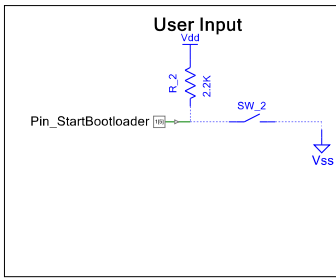 User Input
Vdd
R_2
2.2K
SW_2
Pin_StartBootloader
Vss